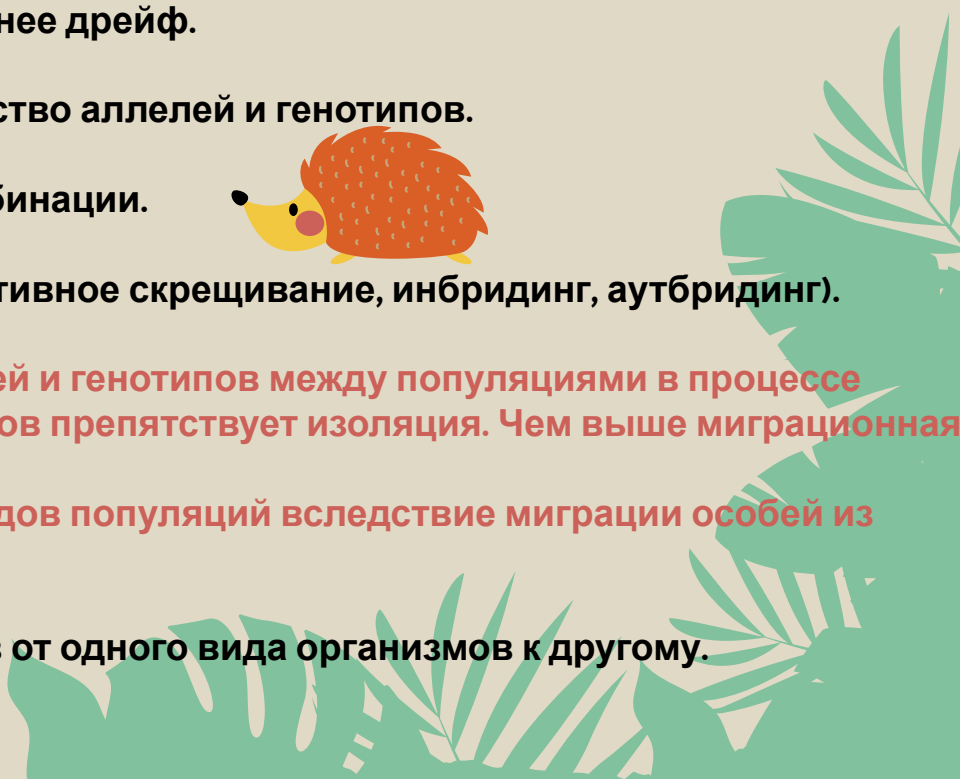 нее дрейф.
ство аллелей и генотипов.
бинации.
тивное скрещивание, инбридинг, аутбридинг).
ей и генотипов между популяциями в процессе
ов препятствует изоляция. Чем выше миграционная
дов популяций вследствие миграции особей из
в от одного вида организмов к другому.